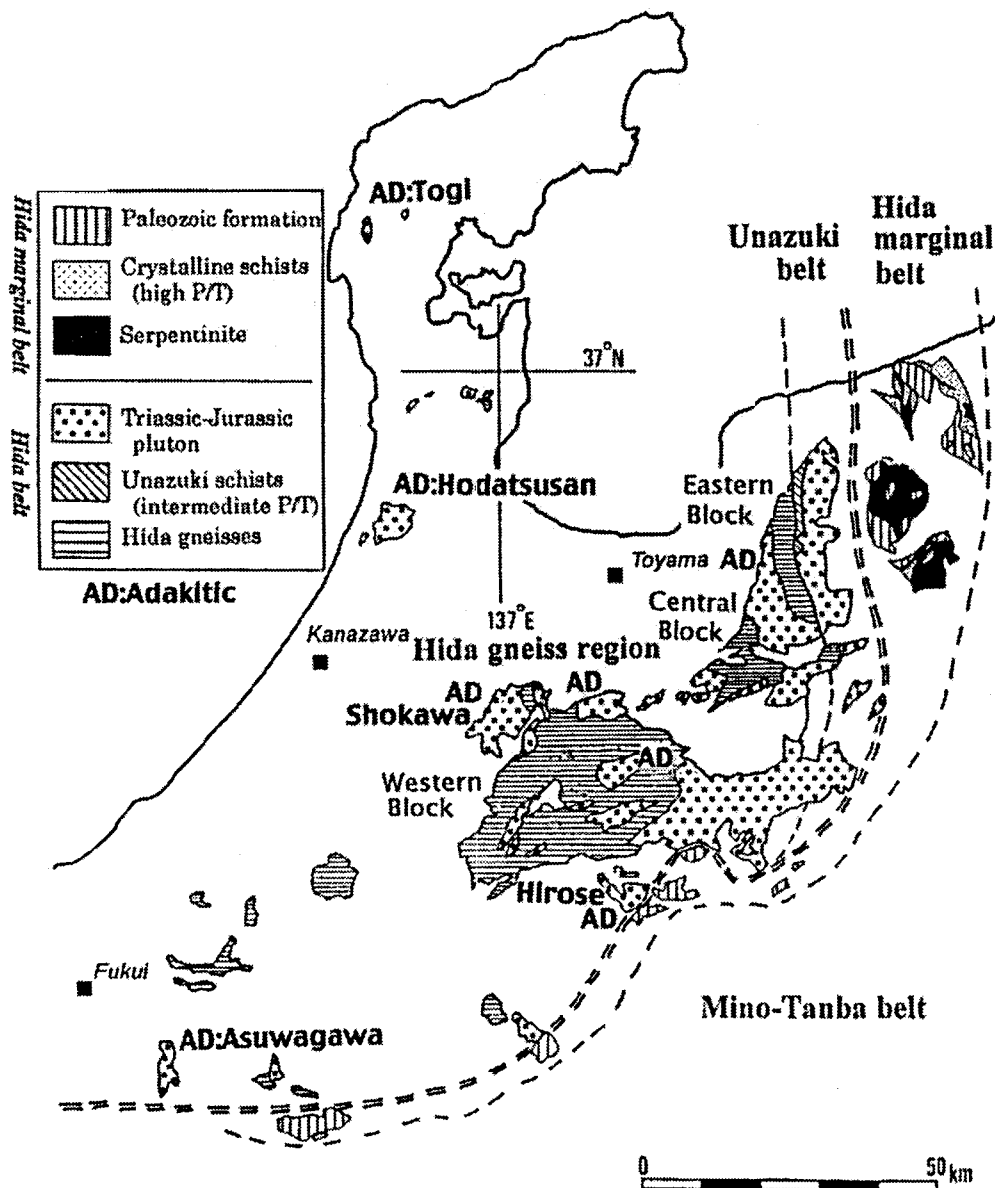 AD:Togi
Hida marginal belt
Paleozoic formation
Crystalline schists
(high P/T)
Serpentinite
Hida belt
Triassic-Jurassic
pluton
Unazuki schists
(intermediate P/T)
Hida gneisses
AD:Adakitic
Unazuki
belt
Hida
marginal
belt
37°N
AD:Hodatsusan
Eastern
Block
Toyama
AD
137°E
Central
Block
Kanazawa
Hida gneiss region
AD
AD
Shokawa
AD
Western
Block
Hirose
AD
Fukui
Mino-Tanba belt
AD:Asuwagawa
0
50 km